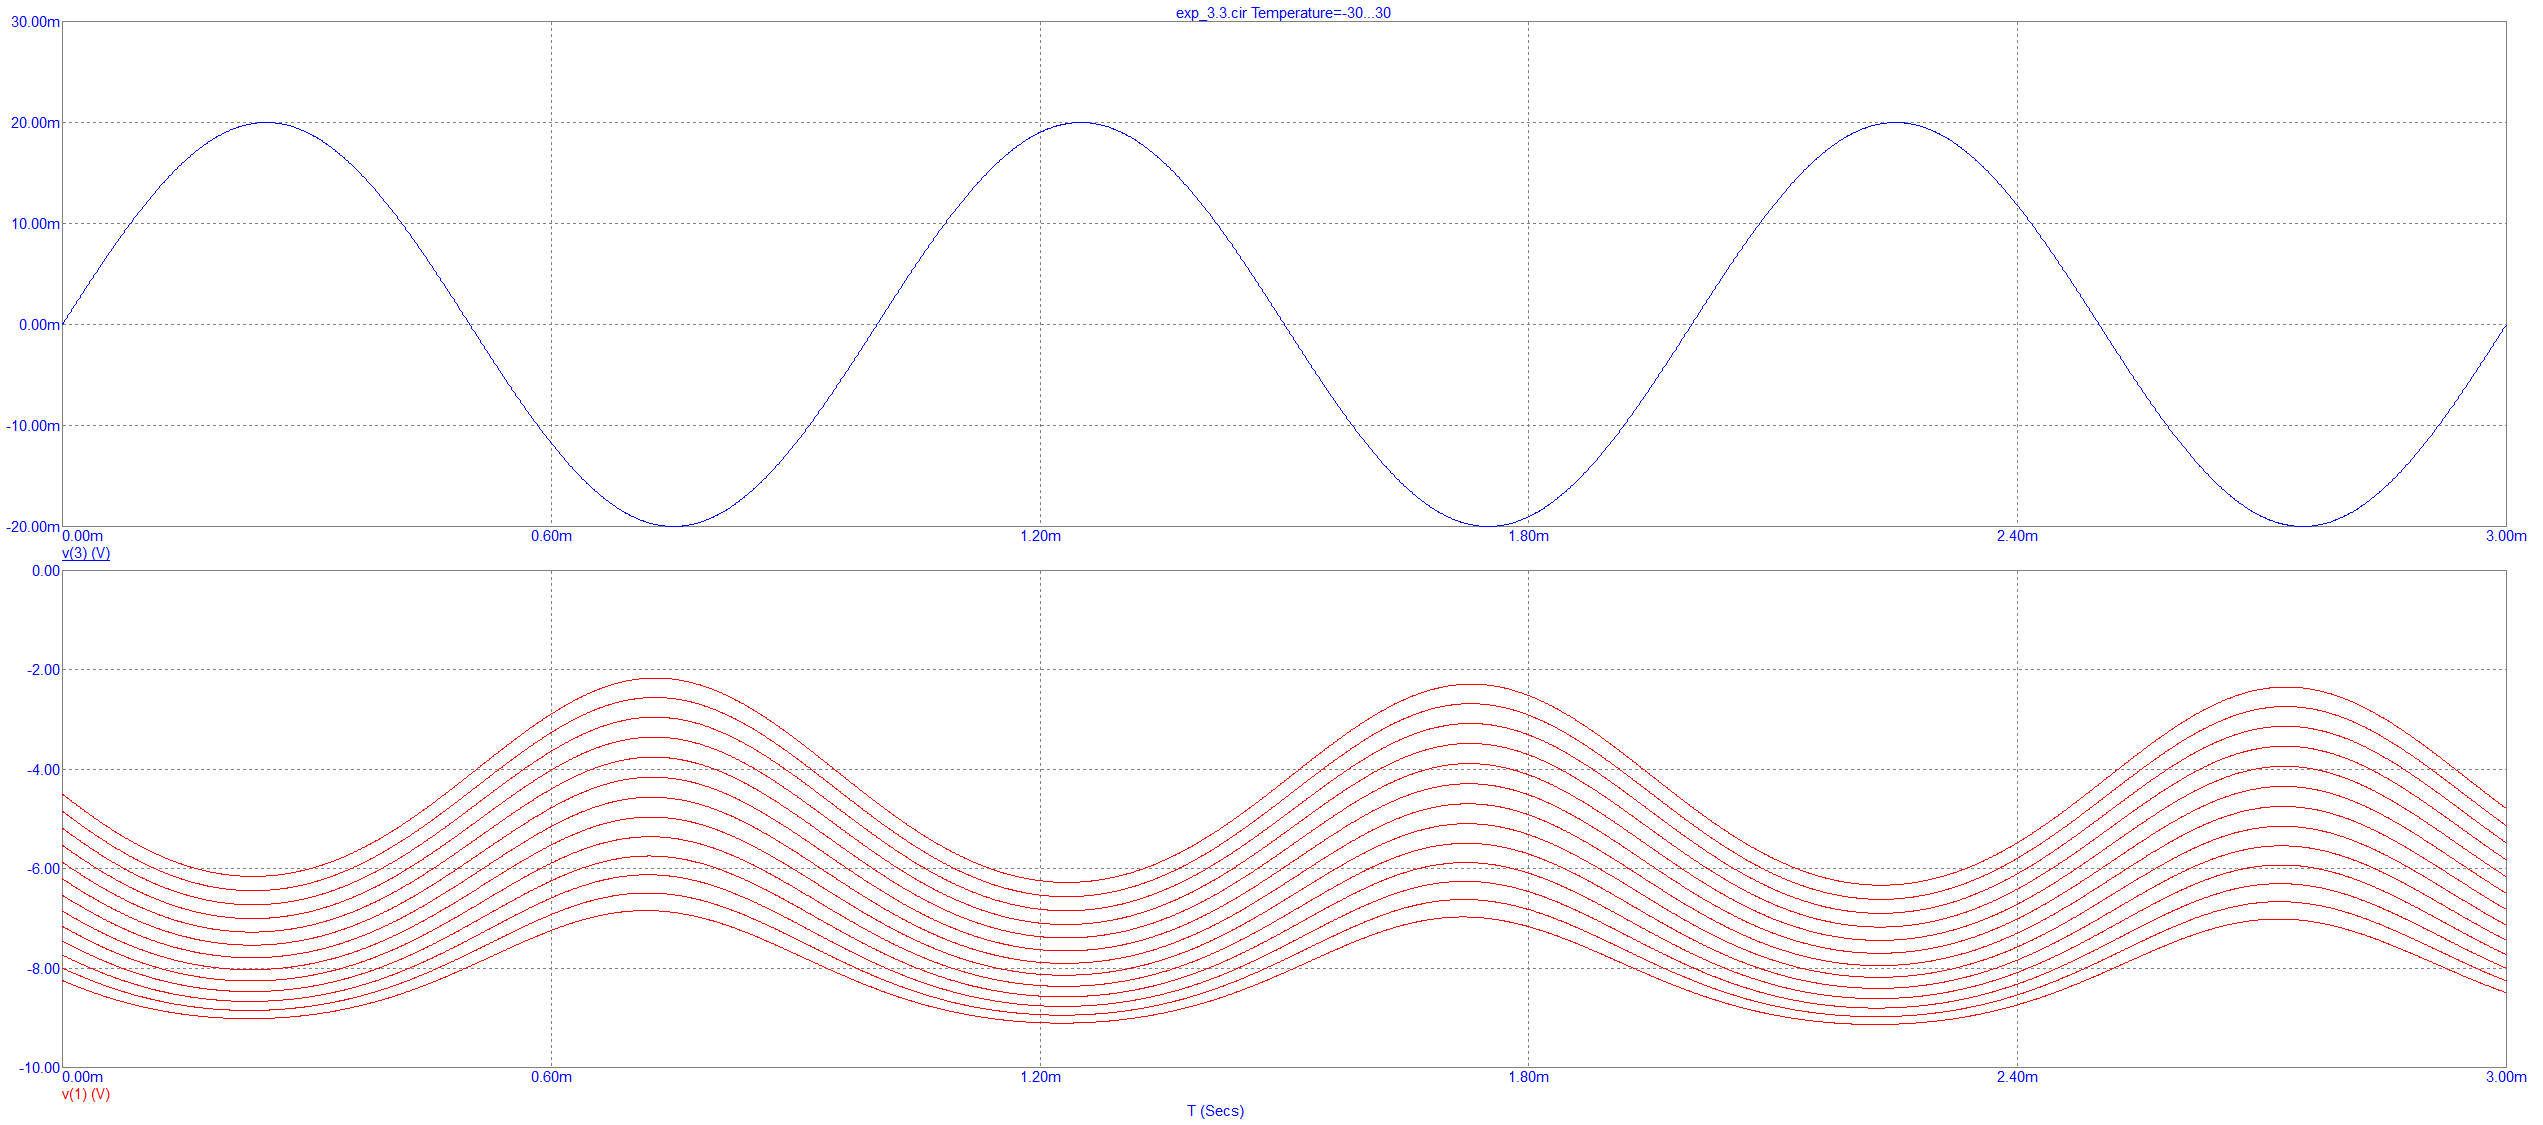 exp_3.3.cir Temperature=-30...30
30.00m
20.00m
10.00m
0.00m
-10.00m
-20.00m
0.00m 0.60m 1.20m 1.80m 2.40m 3.00m
v(3) (V)
0.00
-2.00
-4.00
-6.00
-8.00
-10.00
0.00m 0.60m 1.20m 1.80m 2.40m 3.00m
v(1) (V)
T (Secs)